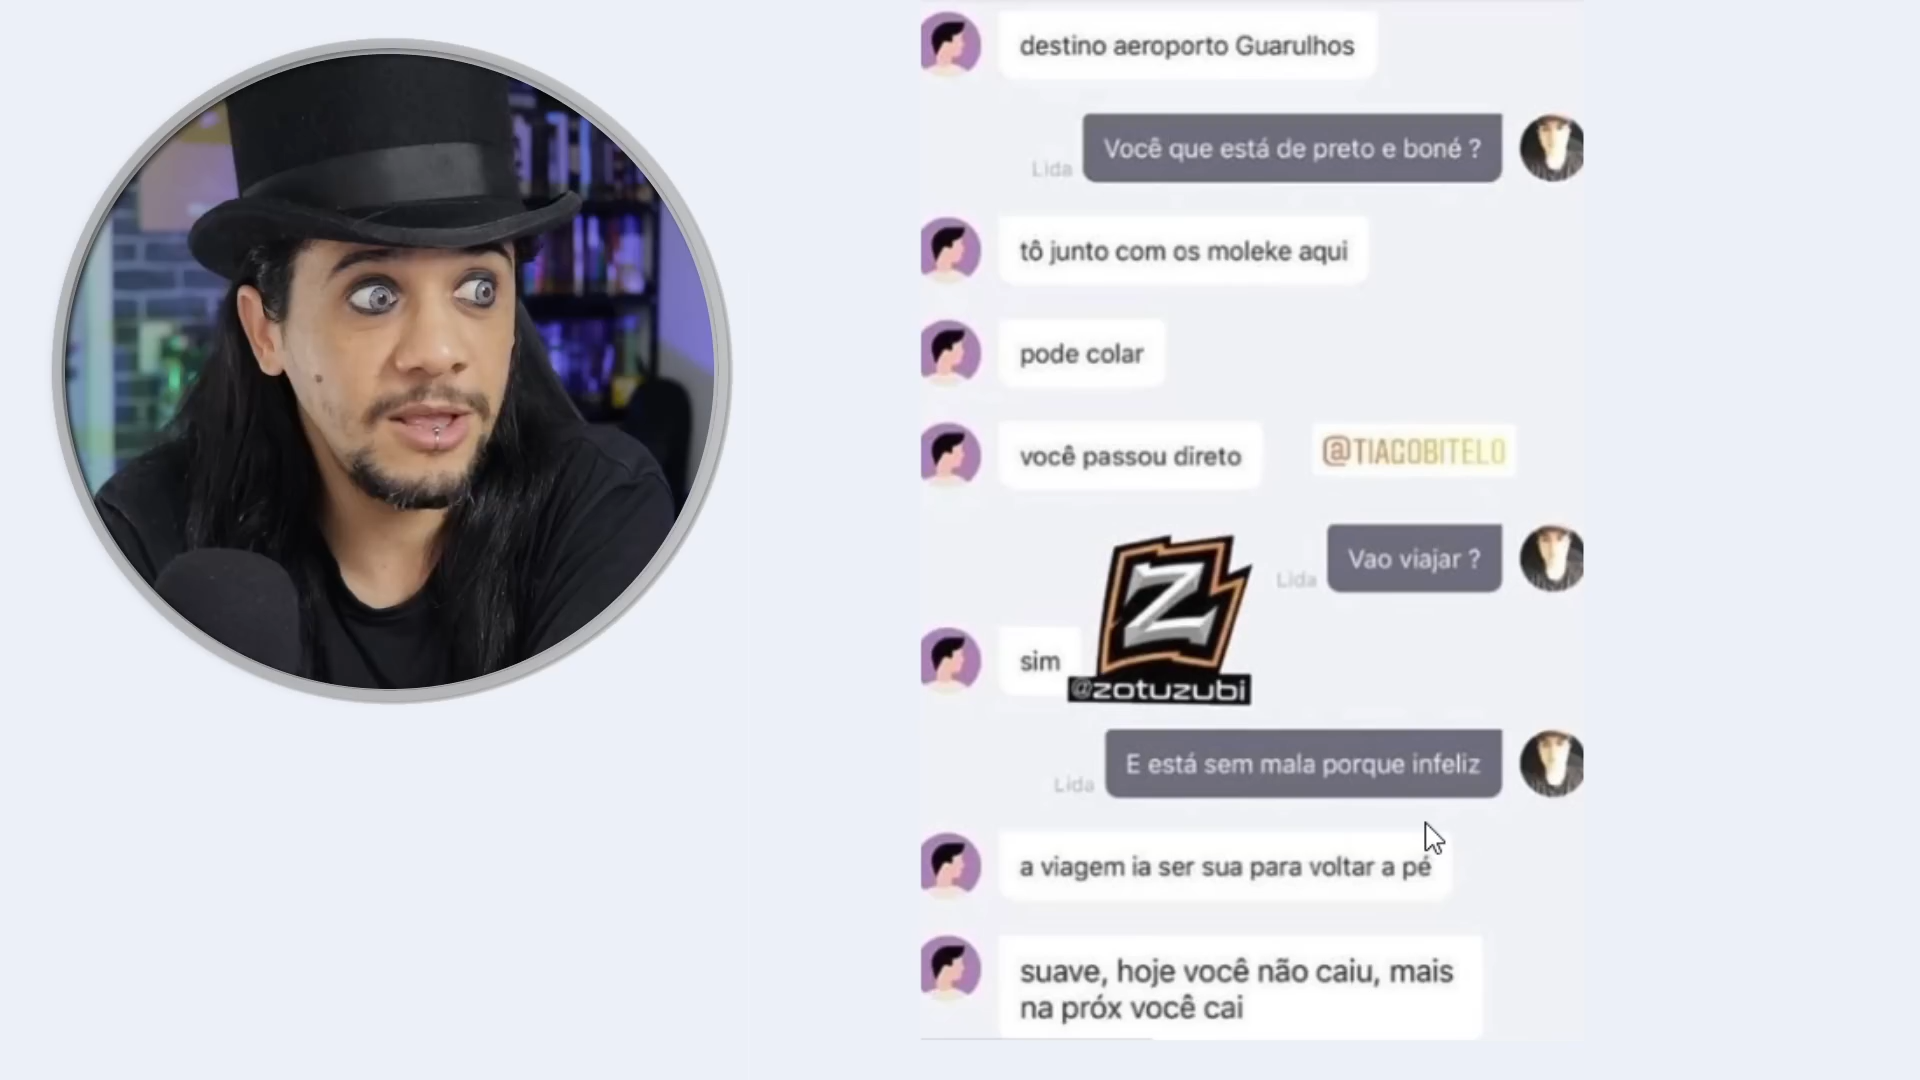 destino aeroporto Guarulhos
Você que está de preto e boné ?
Lida
tô junto com os moleke aqui
pode colar
você passou direto
@TIAGOBITELO
Vao viajar ?
Lida
sim
Z
@zotuzubi
E está sem mala porque infeliz
Lida
a viagem ia ser sua para voltar a pé
suave, hoje você não caiu, mais
na próx você cai